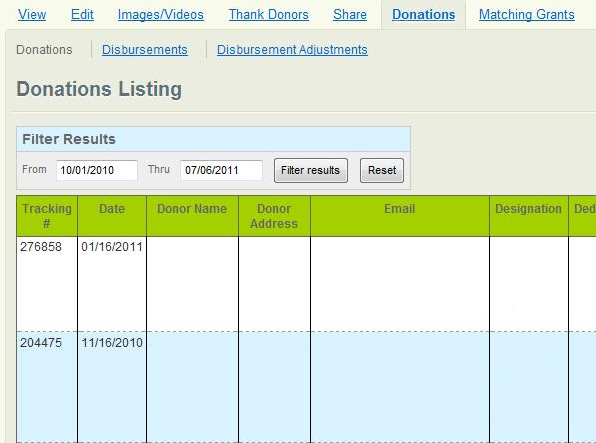 View Edit Images/Videos Thank Donors Share Donations Matching Grants
Donations Disbursements Disbursement Adjustments
Donations Listing
Filter Results
From 10/01/2010 Thru 07/06/2011 Filter results Reset
Tracking # Date Donor Name Donor Address Email Designation Ded
276858 01/16/2011
204475 11/16/2010